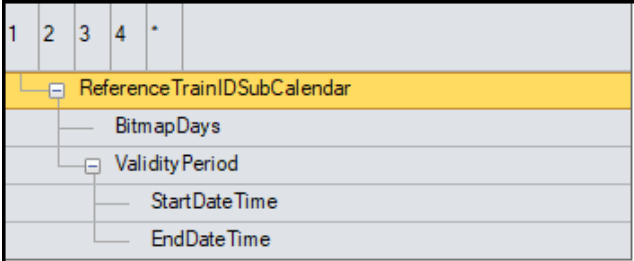 1 2 3 4 *
ReferenceTrainIDSubCalendar
BitmapDays
ValidityPeriod
StartDateTime
EndDateTime